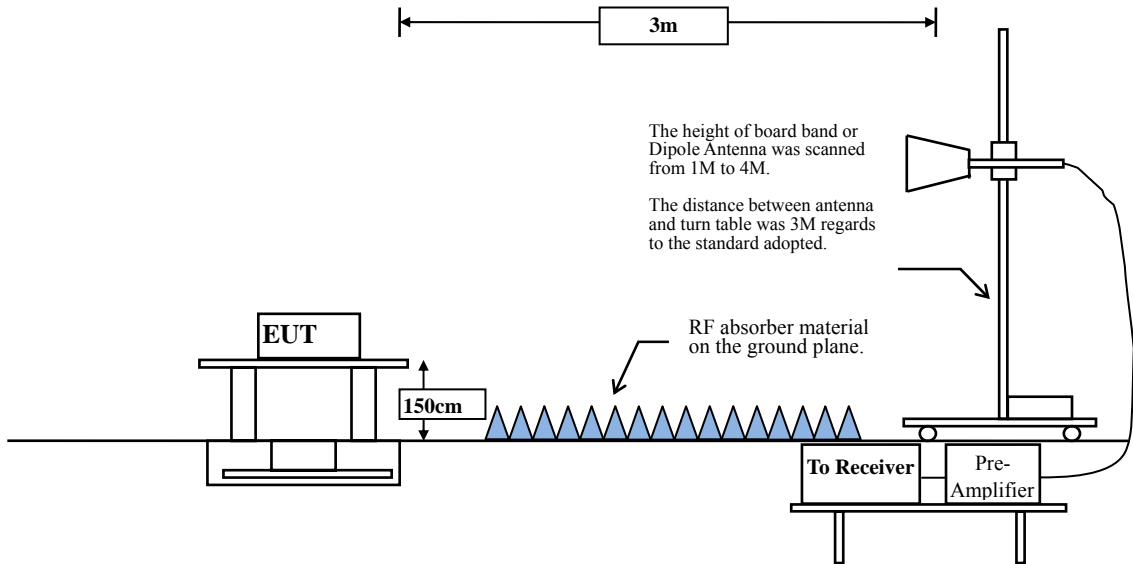 3m
The height of board band or
Dipole Antenna was scanned
from 1M to 4M.
The distance between antenna
and turn table was 3M regards
to the standard adopted.
EUT
RF absorber material
on the ground plane.
150cm
To Receiver
Pre-
Amplifier